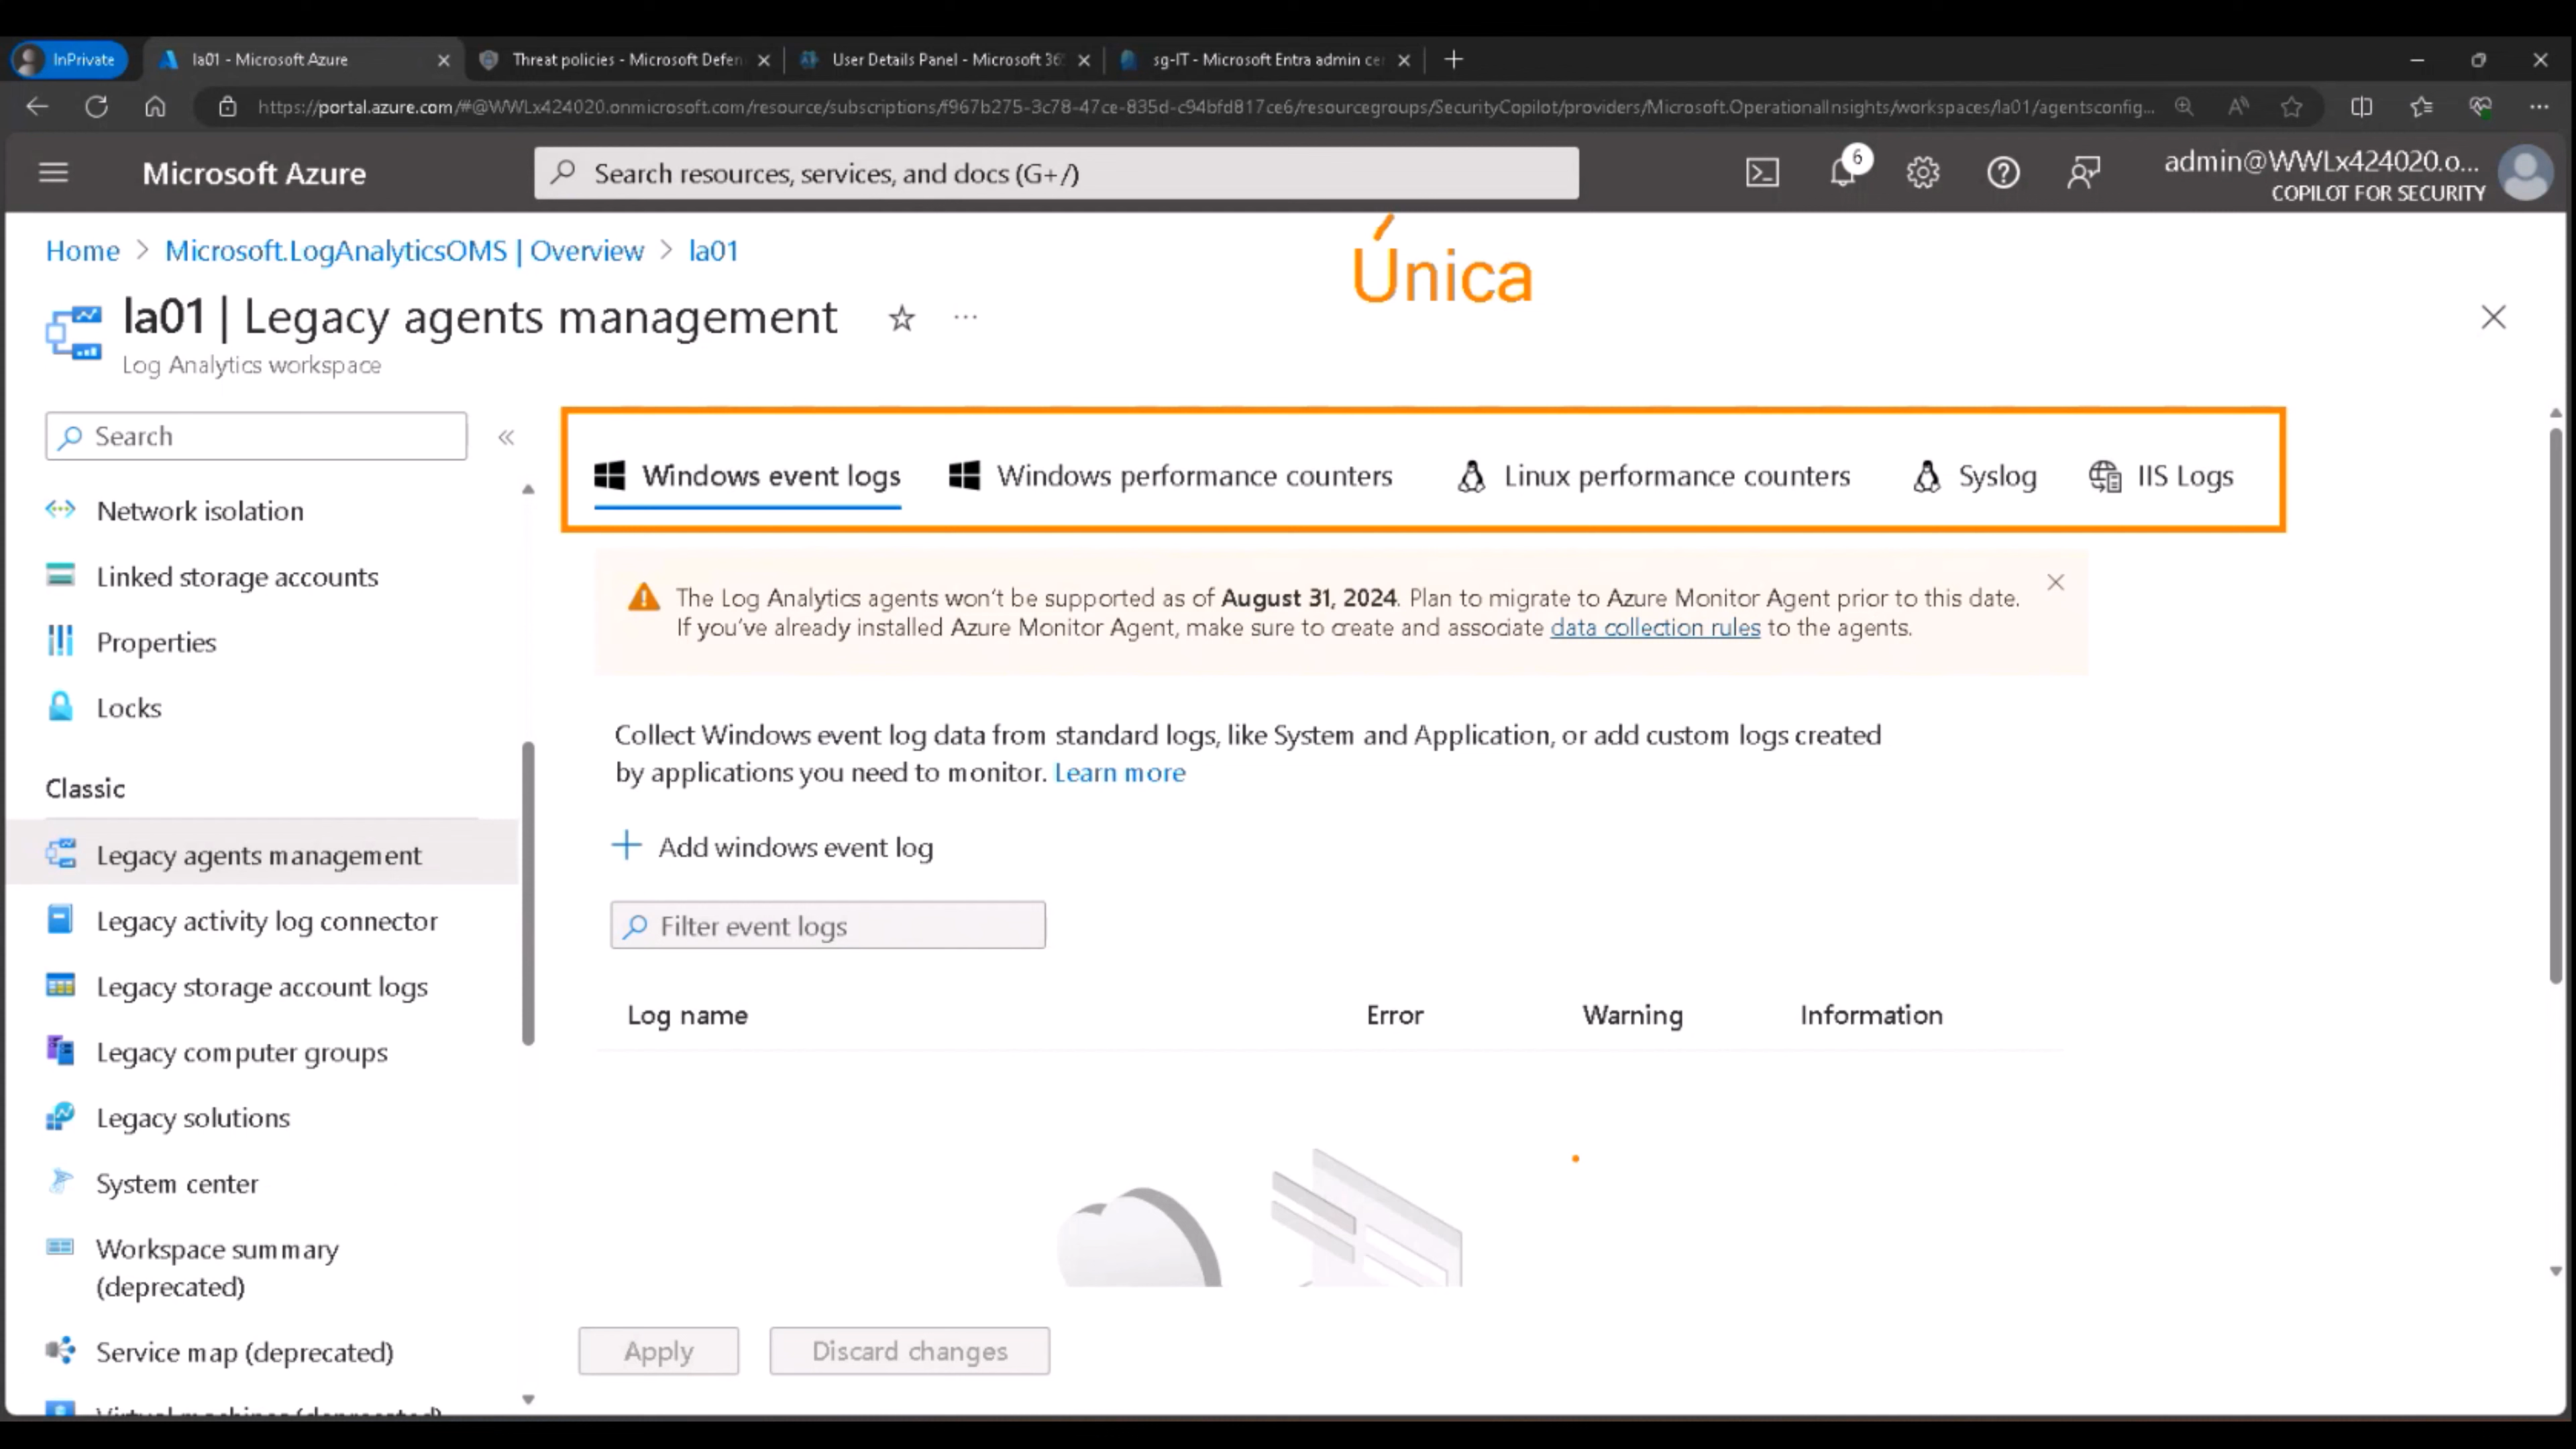 InPrivate
la01 - Microsoft Azure
Threat policies - Microsoft Defen
User Details Panel - Microsoft 36
sg-IT - Microsoft Entra admin ce
https://portal.azure.com/#@WWLx424020.onmicrosoft.com/resource/subscriptions/f967b275-3c78-47ce-835d-c94bfd817ce6/resourcegroups/SecurityCopilot/providers/Microsoft.OperationalInsights/workspaces/la01/agentsconfig...
Microsoft Azure
Search resources, services, and docs (G+/)
6
admin@WWLx424020.o...
COPILOT FOR SECURITY
Única
Home > Microsoft.LogAnalyticsOMS | Overview > la01
la01 | Legacy agents management
Log Analytics workspace
Search
Network isolation
Linked storage accounts
Properties
Locks
Classic
Legacy agents management
Legacy activity log connector
Legacy storage account logs
Legacy computer groups
Legacy solutions
System center
Workspace summary
(deprecated)
Service map (deprecated)
Windows event logs
Windows performance counters
Linux performance counters
Syslog
IIS Logs
The Log Analytics agents won't be supported as of August 31, 2024. Plan to migrate to Azure Monitor Agent prior to this date.
If you've already installed Azure Monitor Agent, make sure to create and associate data collection rules to the agents.
Collect Windows event log data from standard logs, like System and Application, or add custom logs created
by applications you need to monitor. Learn more
Add windows event log
Filter event logs
Log name
Error
Warning
Information
Apply
Discard changes